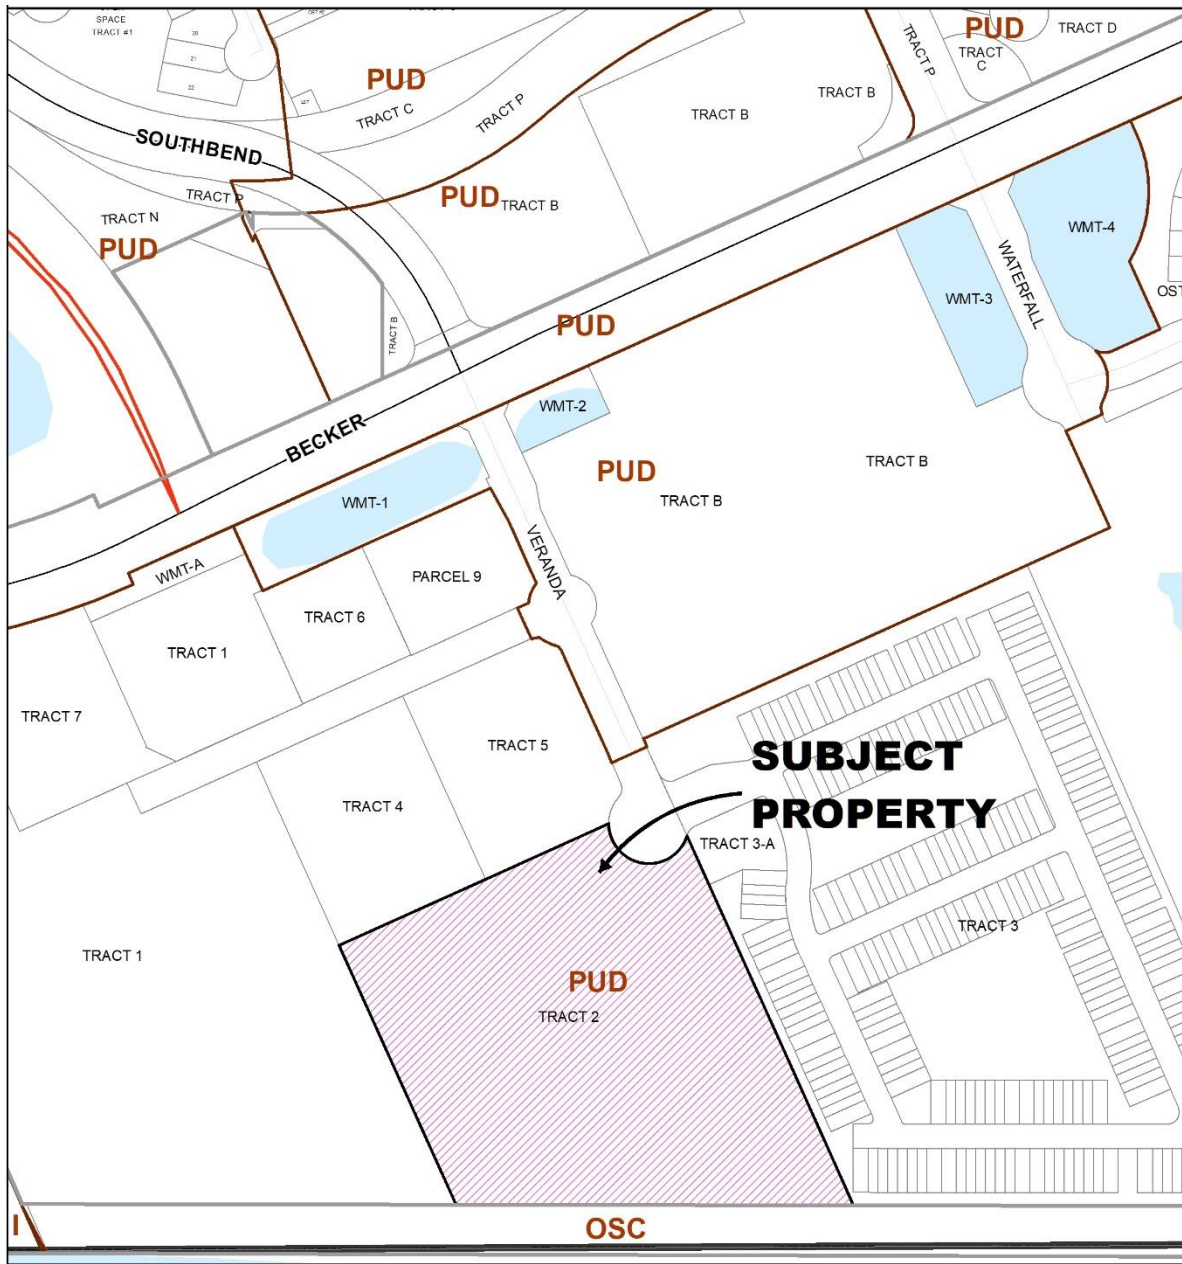 SPACE
TRACT #1
20
21
22
PUD
TRACT C
TRACT P
TRACT B
TRACT B
TRACT P
PUD
TRACT
C
TRACT D
SOUTHBEND
TRACT P
TRACT N
PUD
PUD
TRACT B
TRACT B
PUD
BECKER
WMT-4
WMT-3
WATERFALL
OST
WMT-2
PUD
TRACT B
TRACT B
WMT-1
VERANDA
WMT-A
PARCEL 9
TRACT 6
TRACT 1
TRACT 7
TRACT 5
TRACT 4
SUBJECT
PROPERTY
TRACT 3-A
TRACT 3
TRACT 1
PUD
TRACT 2
I
OSC